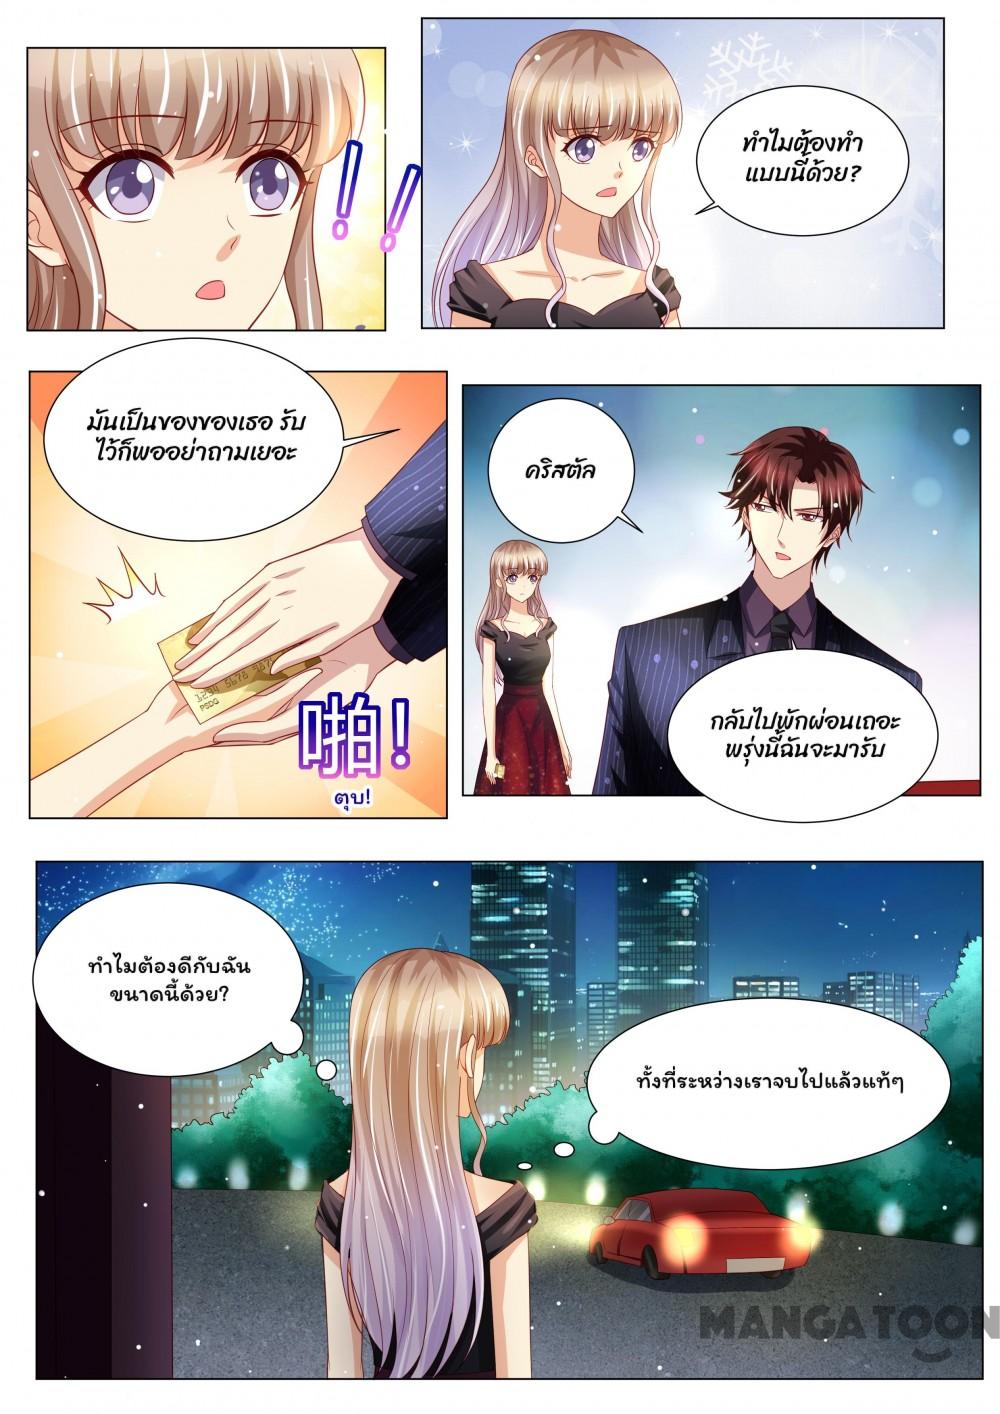 !!
ทำไมต้องทำ
แบบนี้ด้วย?
มันเป็นของของเธอ รับ
ไว้ก็พออย่าถามเยอะ
1234 5678
PSDG
啪!
ตุบ!
คริสตัล
กลับไปพักผ่อนเถอะ
พรุ่งนี้ฉันจะมารับ
ทำไมต้องดีกับฉัน
ขนาดนี้ด้วย?
ทั้งที่ระหว่างเราจบไปแล้วแท้ๆ
MANGATOON